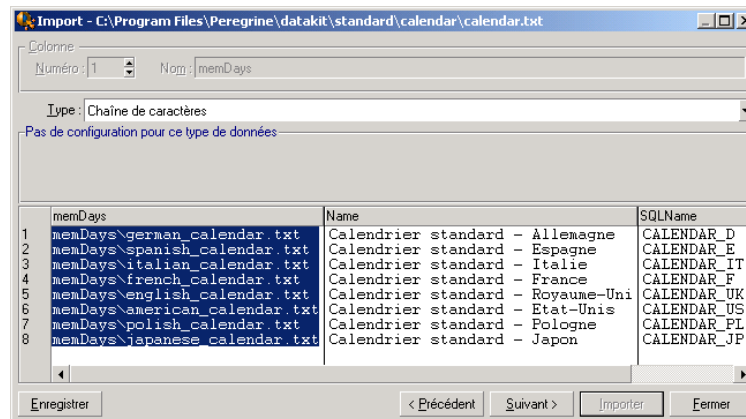 Import - C:\Program Files\Peregrine\datakit\standard\calendar\calendar.txt
Colonne
Numéro : 1 Nom : memDays
Type : Chaîne de caractères
Pas de configuration pour ce type de données
memDays Name SQLName
1 memDays\german_calendar.txt Calendrier standard - Allemagne CALENDAR_D
2 memDays\spanish_calendar.txt Calendrier standard - Espagne CALENDAR_E
3 memDays\italian_calendar.txt Calendrier standard - Italie CALENDAR_IT
4 memDays\french_calendar.txt Calendrier standard - France CALENDAR_F
5 memDays\english_calendar.txt Calendrier standard - Royaume-Uni CALENDAR_UK
6 memDays\american_calendar.txt Calendrier standard - Etat-Unis CALENDAR_US
7 memDays\polish_calendar.txt Calendrier standard - Pologne CALENDAR_PL
8 memDays\japanese_calendar.txt Calendrier standard - Japon CALENDAR_JP
Enregistrer < Précédent Suivant > Importer Fermer